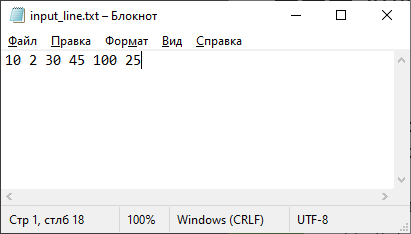 input_line.txt – Блокнот
Файл Правка Формат Вид Справка
10 2 30 45 100 25
Стр 1, стлб 18 100% Windows (CRLF) UTF-8